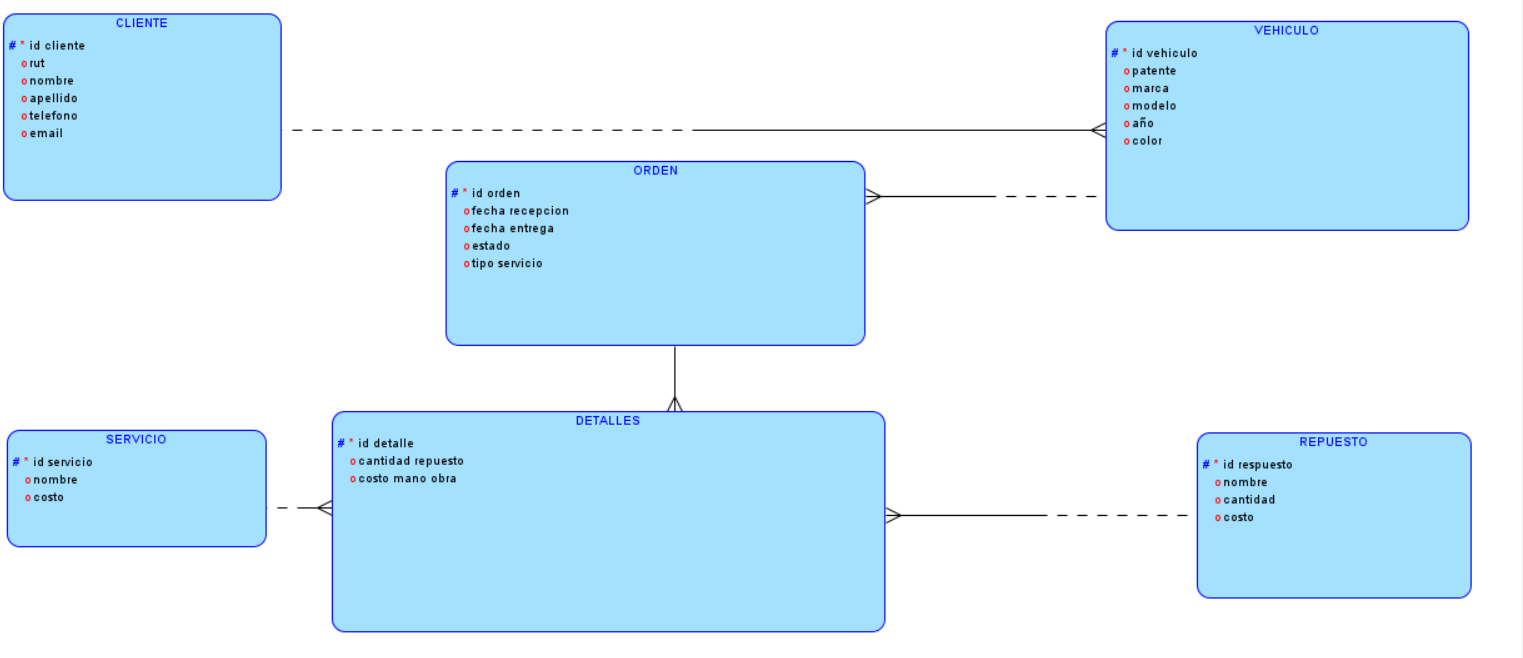 CLIENTE
# * id cliente
o rut
o nombre
o apellido
o telefono
o email
VEHICULO
# * id vehiculo
o patente
o marca
o modelo
o año
o color
ORDEN
# * id orden
o fecha recepcion
o fecha entrega
o estado
o tipo servicio
DETALLES
# * id detalle
o cantidad repuesto
o costo mano obra
SERVICIO
# * id servicio
o nombre
o costo
REPUESTO
# * id respuesto
o nombre
o cantidad
o costo